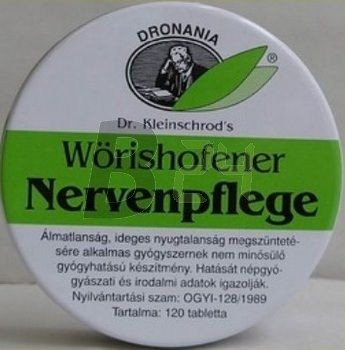 DRONANIA
®
Dr. Kleinschrod's
Wörishofener
Nervenpflege
Álmatlanság, ideges nyugtalanság megszünteté-
sére alkalmas gyógyszernek nem minősülő
gyógyhatású készítmény. Hatását népgyó-
gyászati és irodalmi adatok igazolják.
Nyilvántartási szam: OGYI-128/1989
Tartalma: 120 tabletta